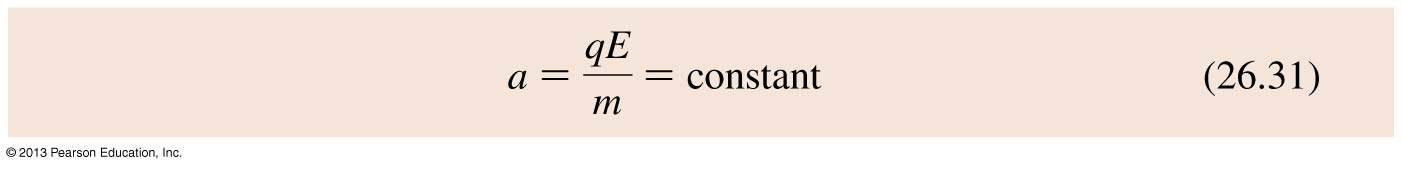 a = qE/m = constant (26.31)
© 2013 Pearson Education, Inc.